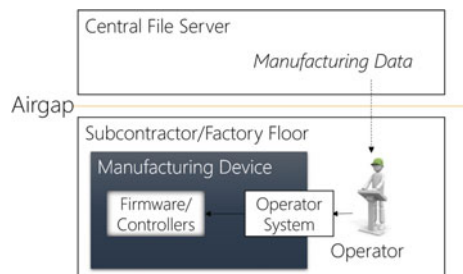 Central File Server
Manufacturing Data
Airgap
Subcontractor/Factory Floor
Manufacturing Device
Firmware/
Controllers
Operator
System
Operator